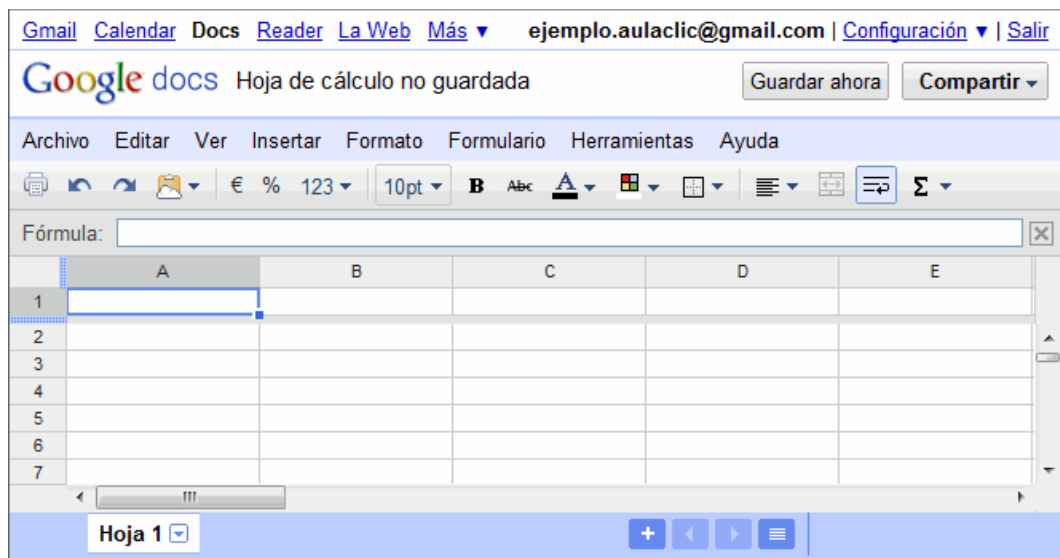 Gmail Calendar Docs Reader La Web Más ▼ ejemplo.aulaclic@gmail.com | Configuración ▼ | Salir
Google docs Hoja de cálculo no guardada Guardar ahora Compartir
Archivo Editar Ver Insertar Formato Formulario Herramientas Ayuda
€ % 123 10pt B Abc A Σ
Fórmula:
A B C D E
1
2
3
4
5
6
7
Hoja 1